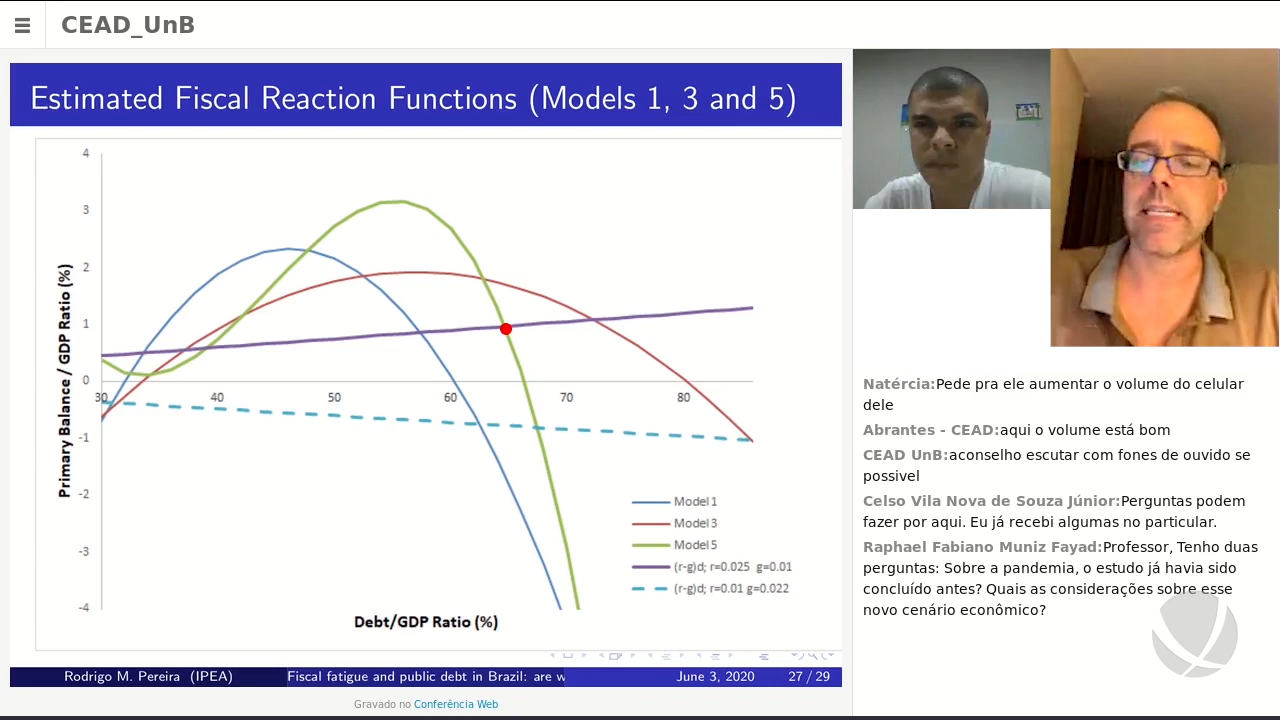 CEAD_UnB
Estimated Fiscal Reaction Functions (Models 1, 3 and 5)
4
3
2
1
0
-1
-2
-3
-4
30
40
50
60
70
80
Primary Balance / GDP Ratio (%)
Model 1
Model 3
Model 5
(r-g)d; r=0.025 g=0.01
(r-g)d; r=0.01 g=0.022
Debt/GDP Ratio (%)
Rodrigo M. Pereira (IPEA)
Fiscal fatigue and public debt in Brazil: are w
June 3, 2020
27 / 29
Gravado no Conferência Web
Natércia:Pede pra ele aumentar o volume do celular
dele
Abrantes - CEAD:aqui o volume está bom
CEAD UnB:aconselho escutar com fones de ouvido se
possivel
Celso Vila Nova de Souza Júnior:Perguntas podem
fazer por aqui. Eu já recebi algumas no particular.
Raphael Fabiano Muniz Fayad:Professor, Tenho duas
perguntas: Sobre a pandemia, o estudo já havia sido
concluído antes? Quais as considerações sobre esse
novo cenário econômico?